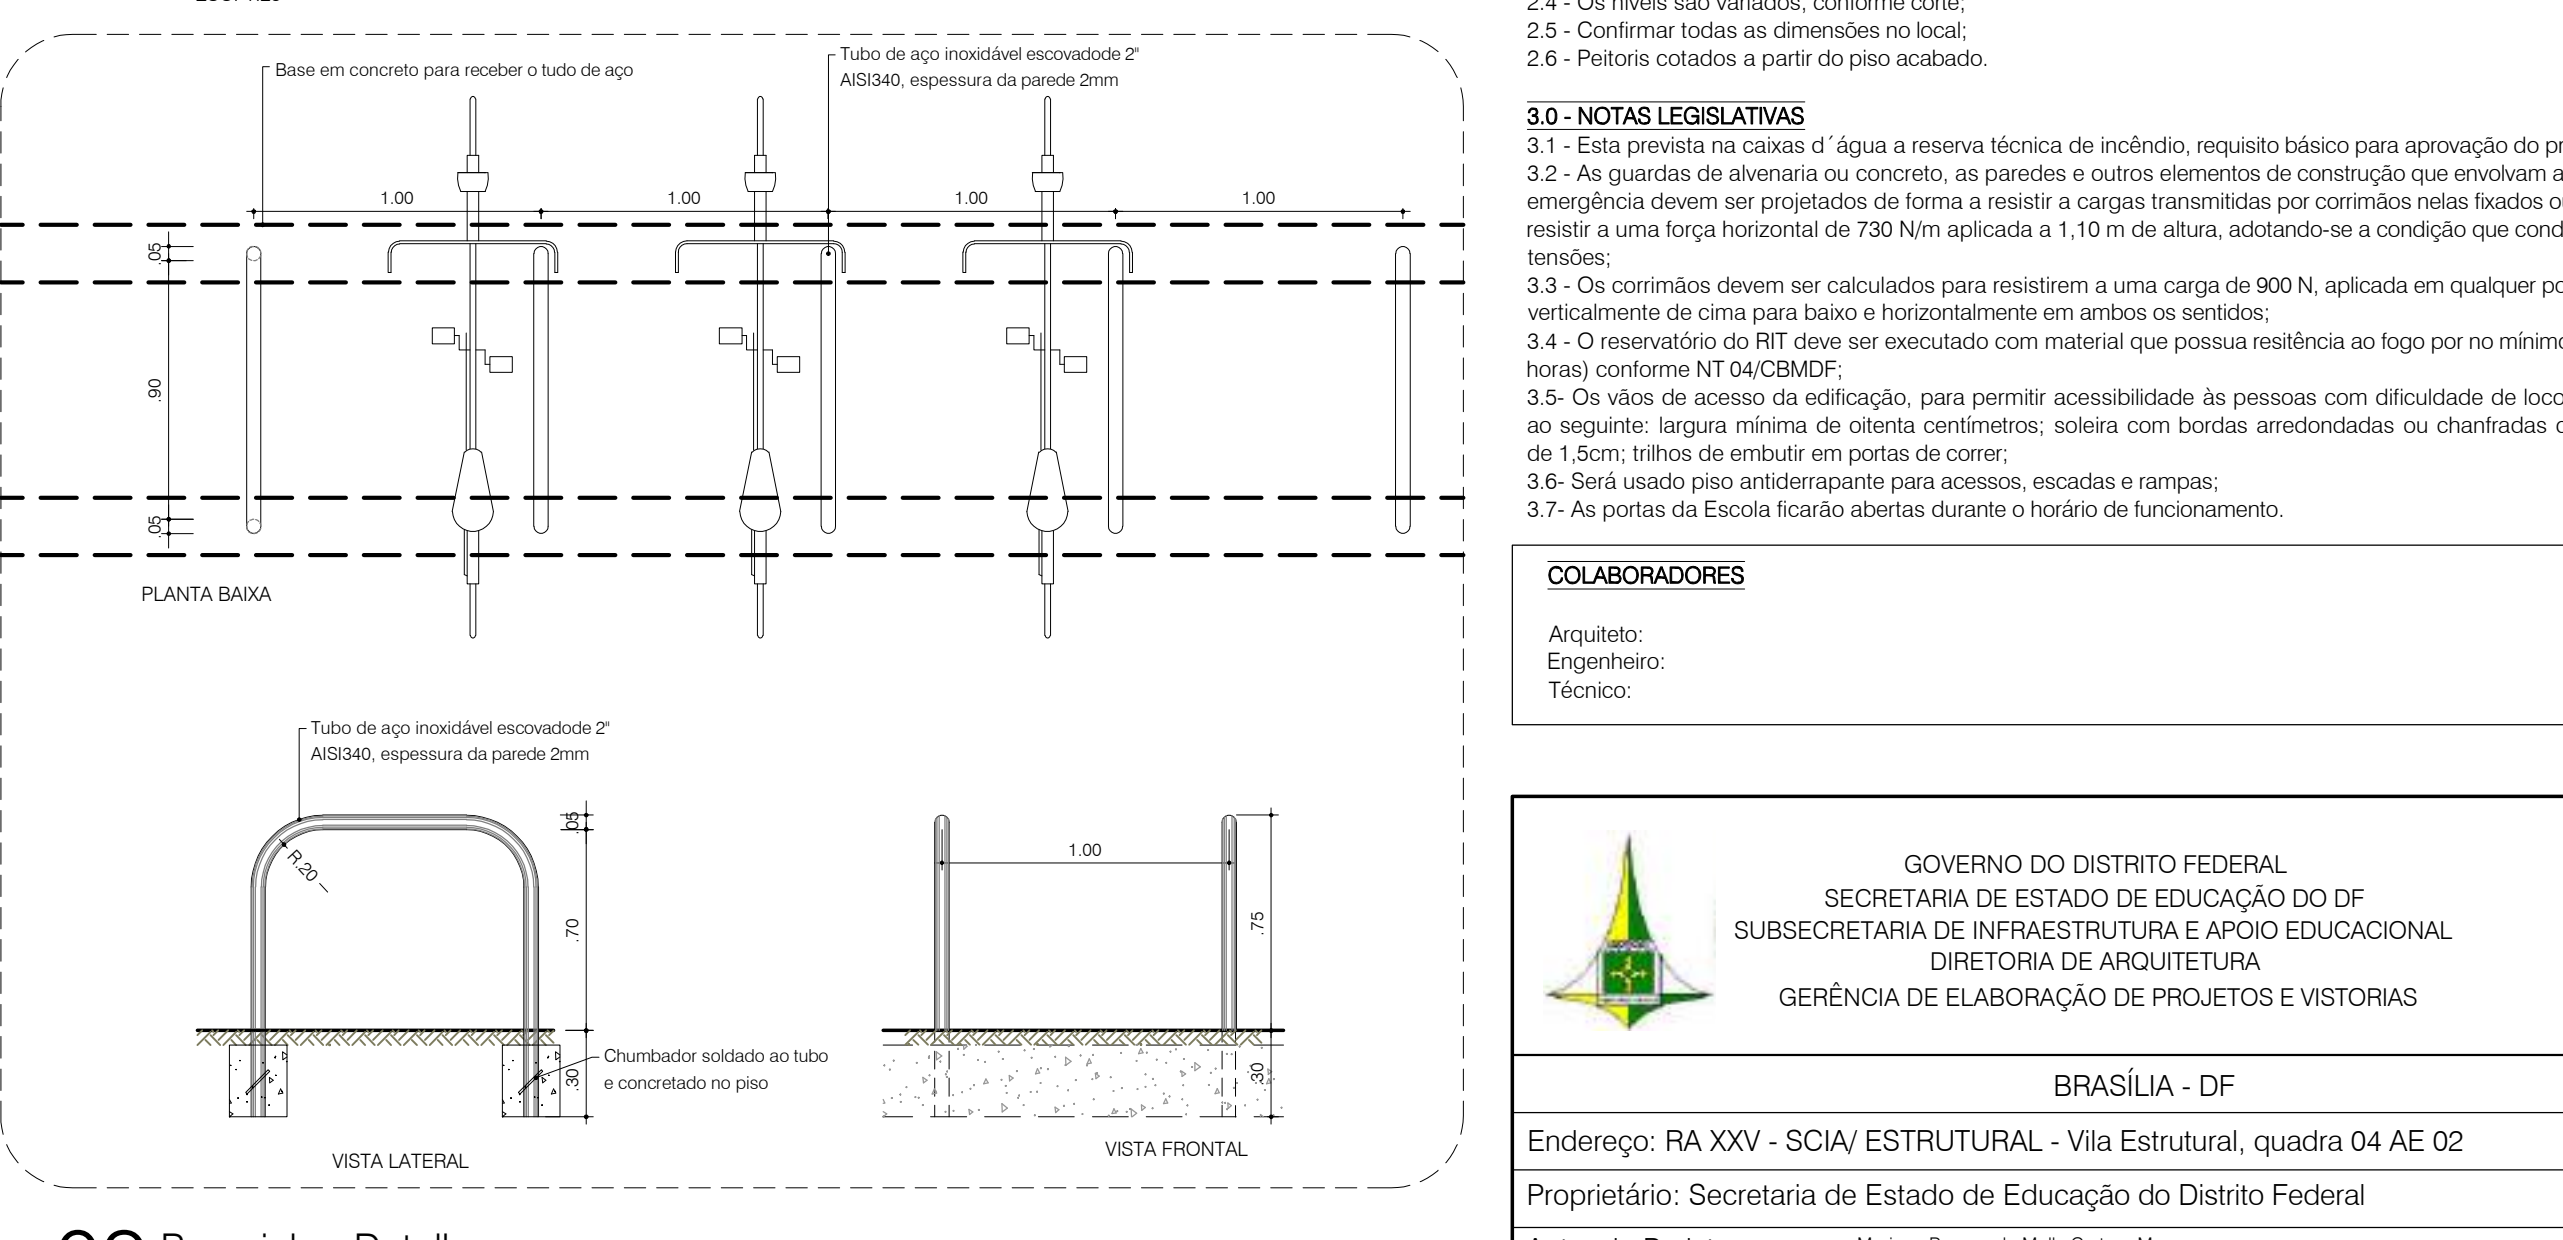 Base em concreto para receber o tudo de aço
Tubo de aço inoxidável escovadode 2"
AISI340, espessura da parede 2mm
1.00
1.00
1.00
1.00
.05
.90
.05
PLANTA BAIXA
Tubo de aço inoxidável escovadode 2"
AISI340, espessura da parede 2mm
R.20
.05
.70
.30
Chumbador soldado ao tubo
e concretado no piso
VISTA LATERAL
1.00
.75
.30
VISTA FRONTAL
2.4 - Os níveis são variados, conforme corte;
2.5 - Confirmar todas as dimensões no local;
2.6 - Peitoris cotados a partir do piso acabado.
3.0 - NOTAS LEGISLATIVAS
3.1 - Esta prevista na caixas d´água a reserva técnica de incêndio, requisito básico para aprovação do
3.2 - As guardas de alvenaria ou concreto, as paredes e outros elementos de construção que envolvam
emergência devem ser projetados de forma a resistir a cargas transmitidas por corrimãos nelas fixados
resistir a uma força horizontal de 730 N/m aplicada a 1,10 m de altura, adotando-se a condição que
tensões;
3.3 - Os corrimãos devem ser calculados para resistirem a uma carga de 900 N, aplicada em qualquer
verticalmente de cima para baixo e horizontalmente em ambos os sentidos;
3.4 - O reservatório do RIT deve ser executado com material que possua resitência ao fogo por no mínimo
horas) conforme NT 04/CBMDF;
3.5- Os vãos de acesso da edificação, para permitir acessibilidade às pessoas com dificuldade de
ao seguinte: largura mínima de oitenta centímetros; soleira com bordas arredondadas ou chanfradas
de 1,5cm; trilhos de embutir em portas de correr;
3.6- Será usado piso antiderrapante para acessos, escadas e rampas;
3.7- As portas da Escola ficarão abertas durante o horário de funcionamento.
COLABORADORES
Arquiteto:
Engenheiro:
Técnico:
GOVERNO DO DISTRITO FEDERAL
SECRETARIA DE ESTADO DE EDUCAÇÃO DO DF
SUBSECRETARIA DE INFRAESTRUTURA E APOIO EDUCACIONAL
DIRETORIA DE ARQUITETURA
GERÊNCIA DE ELABORAÇÃO DE PROJETOS E VISTORIAS
BRASÍLIA - DF
Endereço: RA XXV - SCIA/ ESTRUTURAL - Vila Estrutural, quadra 04 AE 02
Proprietário: Secretaria de Estado de Educação do Distrito Federal